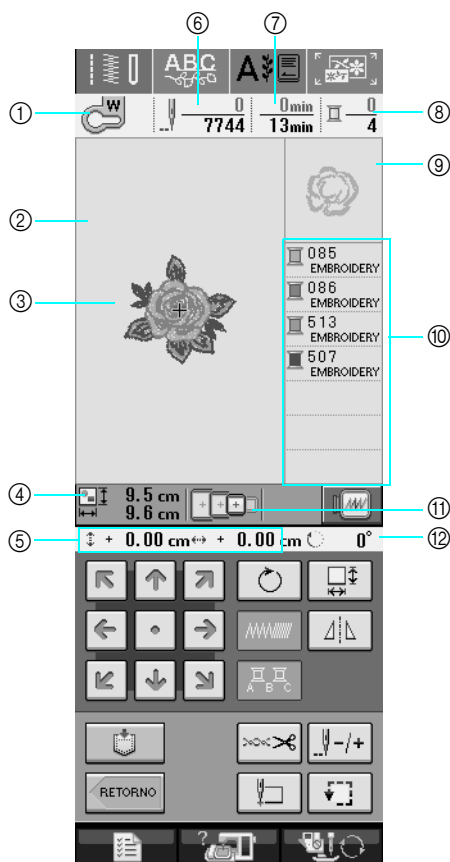 ⑥ ⑦
ABC A
① W 0 0min 0 ⑧
7744 13min 4
⑨
②
085
EMBROIDERY
③ 086
EMBROIDERY
513 ⑩
EMBROIDERY
507
EMBROIDERY
④ 9.5 cm
9.6 cm ⑪
⑤ + 0.00 cm + 0.00 cm 0° ⑫
A B C
-/+
RETORNO
?